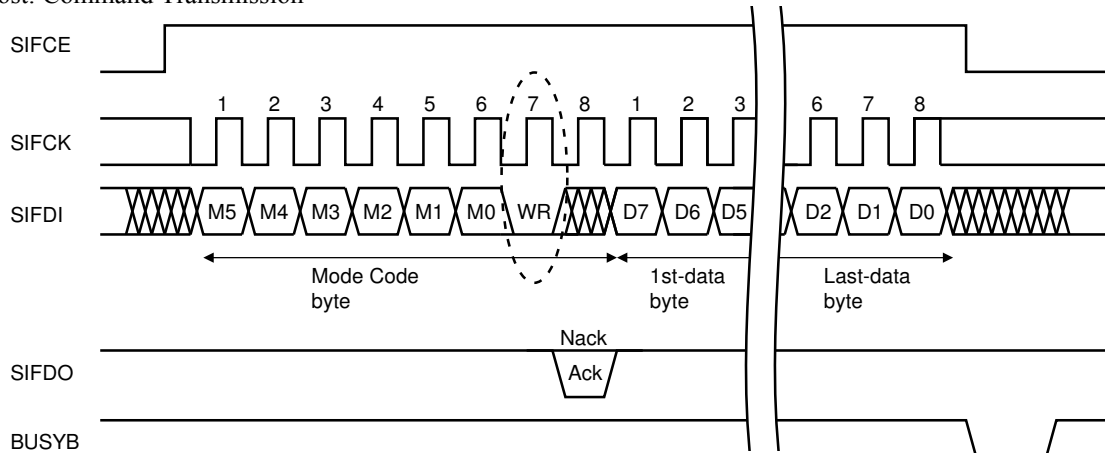 ost: Command Transmission
SIFCE
1 2 3 4 5 6 7 8 1 2 3 6 7 8
SIFCK
SIFDI M5 M4 M3 M2 M1 M0 WR D7 D6 D5 D2 D1 D0
Mode Code byte
1st-data byte
Last-data byte
Nack
SIFDO Ack
BUSYB